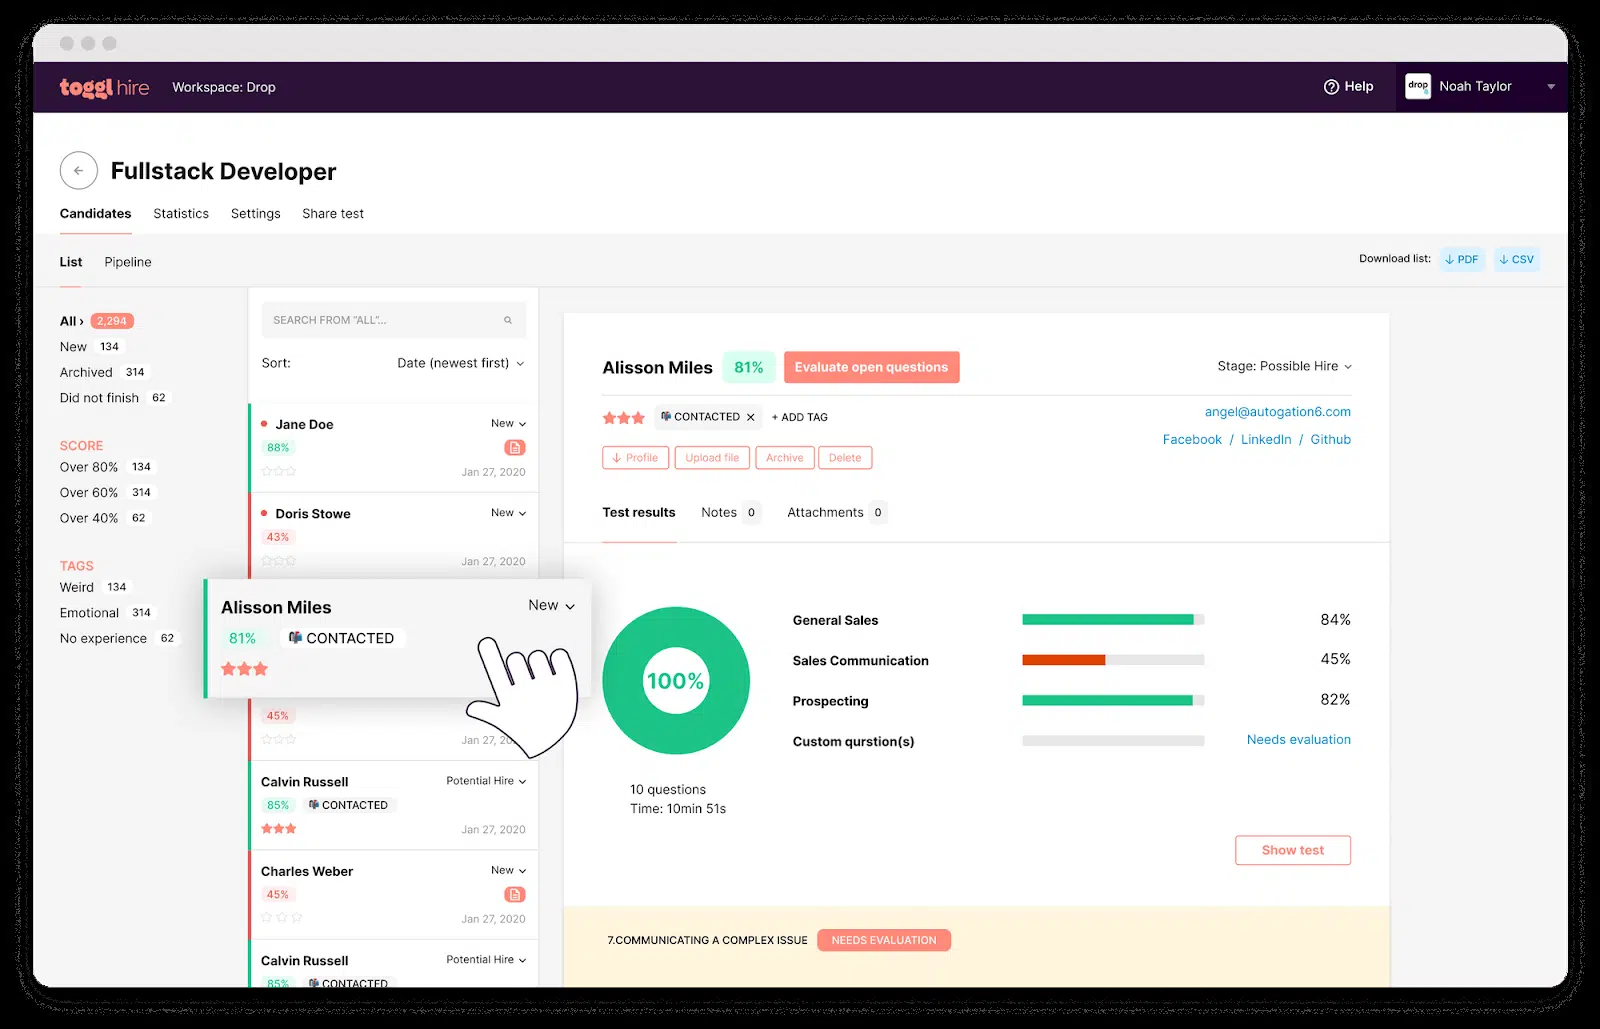 toggl hire
Workspace: Drop
Help
drop
Noah Taylor
Fullstack Developer
Candidates Statistics Settings Share test
List Pipeline
Download list: ↓ PDF ↓ CSV
All › 2,294
New 134
Archived 314
Did not finish 62
SCORE
Over 80% 134
Over 60% 314
Over 40% 62
TAGS
Weird 134
Emotional 314
No experience 62
SEARCH FROM "ALL"...
Sort: Date (newest first)
Jane Doe New
88%
Jan 27, 2020
Doris Stowe New
43%
Jan 27, 2020
Alisson Miles New
81% CONTACTED
45%
Jan 27, 20
Calvin Russell Potential Hire
85% CONTACTED
Jan 27, 2020
Charles Weber New
45%
Jan 27, 2020
Calvin Russell Potential Hire
85% CONTACTED
Alisson Miles 81% Evaluate open questions
Stage: Possible Hire
CONTACTED × + ADD TAG
angel@autogation6.com
Facebook / LinkedIn / Github
↓ Profile Upload file Archive Delete
Test results Notes 0 Attachments 0
100%
10 questions
Time: 10min 51s
General Sales 84%
Sales Communication 45%
Prospecting 82%
Custom qurstion(s) Needs evaluation
Show test
7.COMMUNICATING A COMPLEX ISSUE NEEDS EVALUATION